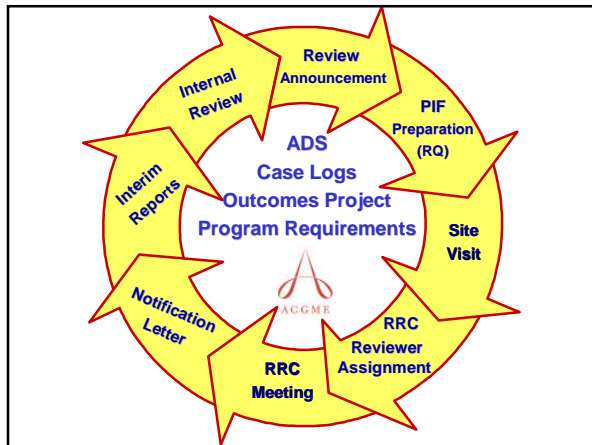 Review
Announcement
PIF
Preparation
(RQ)
Site
Visit
RRC
Reviewer
Assignment
RRC
Meeting
Notification
Letter
Interim
Reports
Internal
Review
ADS
Case Logs
Outcomes Project
Program Requirements
ACGME